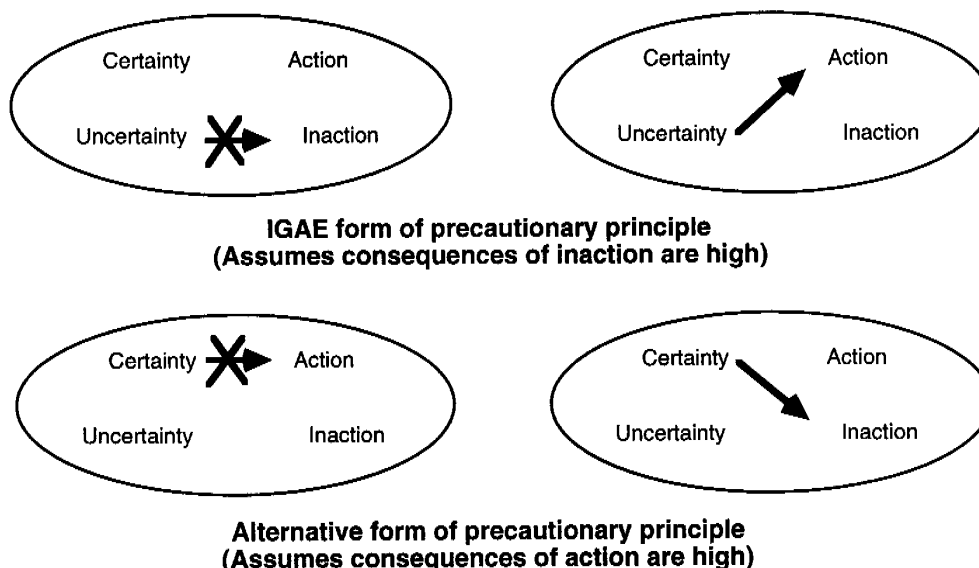 Certainty Action
Uncertainty Inaction
Certainty Action
Uncertainty Inaction
IGAE form of precautionary principle
(Assumes consequences of inaction are high)
Certainty Action
Uncertainty Inaction
Certainty Action
Uncertainty Inaction
Alternative form of precautionary principle
(Assumes consequences of action are high)